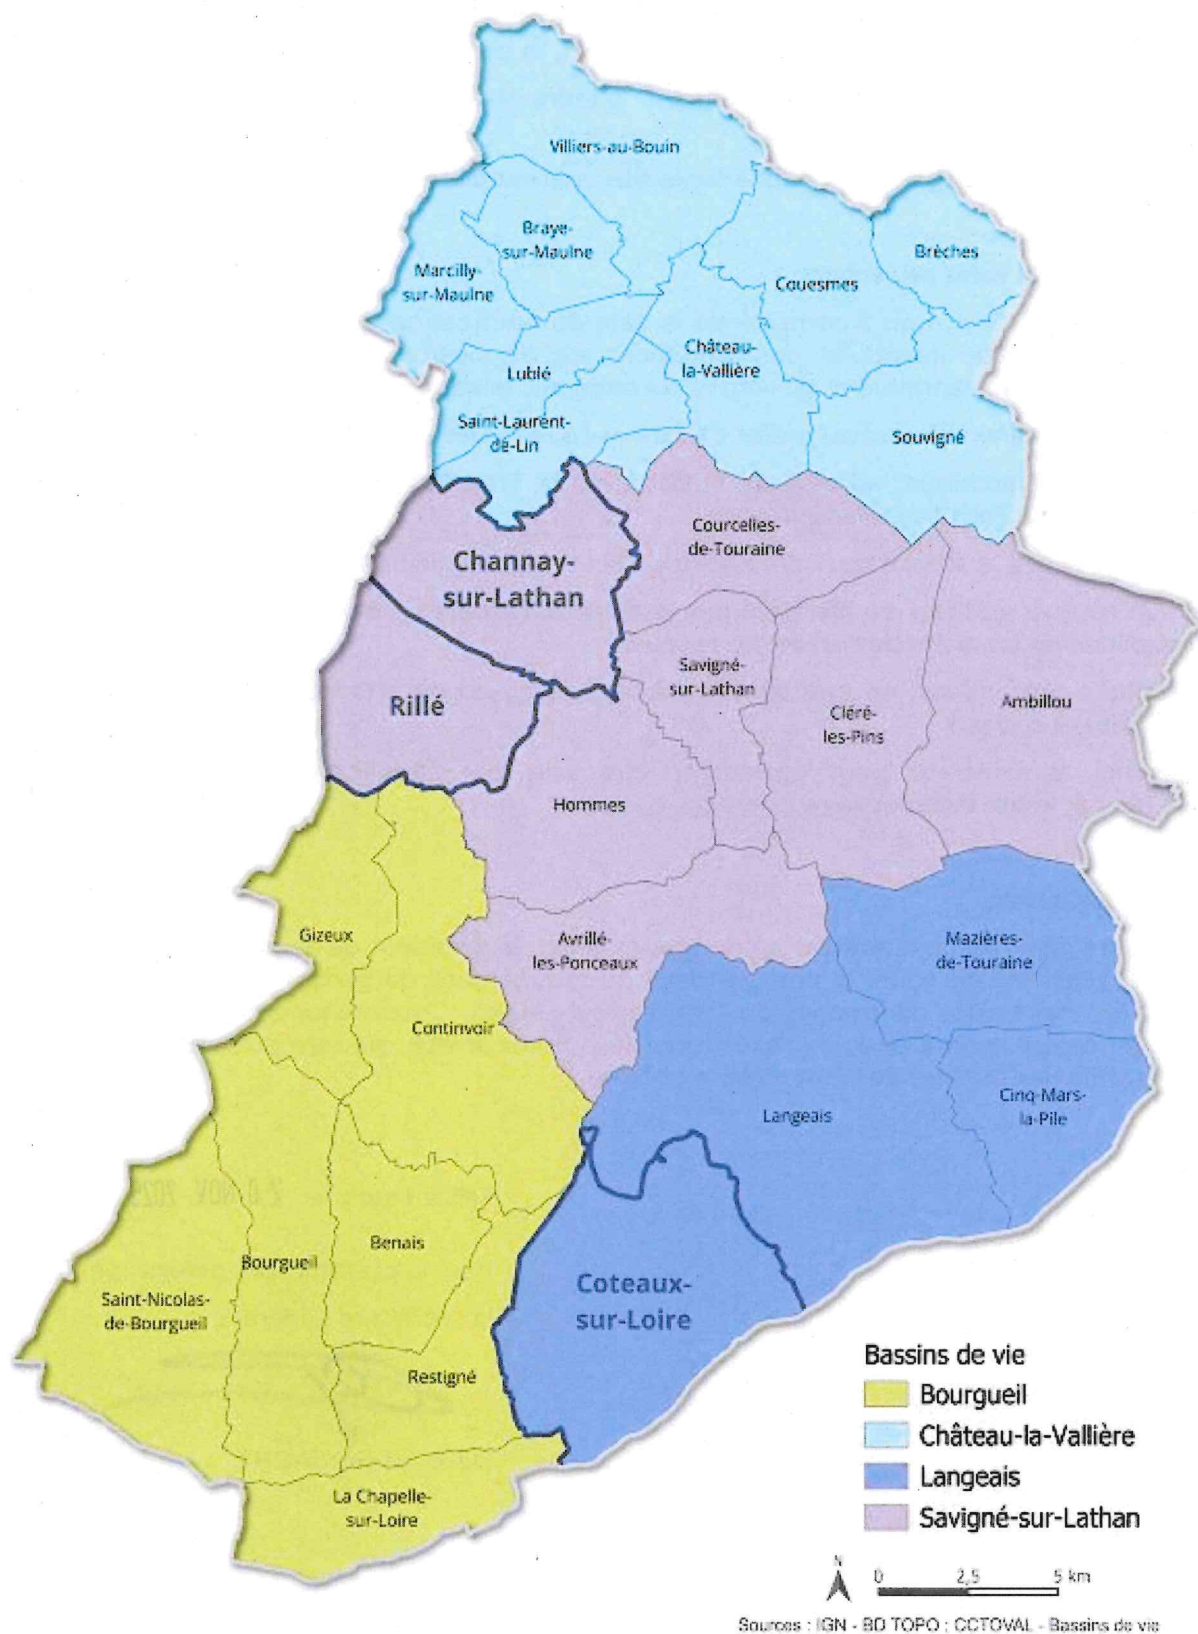 Villiers-au-Bouin
Braye-
sur-Maulne
Brèches
Marcilly-
sur-Maulne
Couesmes
Château-
la-Vallière
Lublé
Saint-Laurent-
de-Lin
Souvigné
Courcelles-
de-Touraine
Channay-
sur-Lathan
Savigné-
sur-Lathan
Rillé
Cléré-
les-Pins
Ambillou
Hommes
Gizeux
Avrillé-
les-Ponceaux
Mazières-
de-Touraine
Continvoir
Langeais
Cinq-Mars-
la-Pile
Benais
Bourgueil
Saint-Nicolas-
de-Bourgueil
Coteaux-
sur-Loire
Restigné
La Chapelle-
sur-Loire
Bassins de vie
Bourgueil
Château-la-Vallière
Langeais
Savigné-sur-Lathan
N
0 2,5 5 km
Sources : IGN - BD TOPO ; CCTOVAL - Bassins de vie